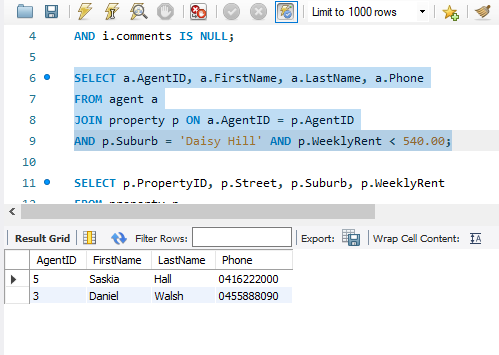 Limit to 1000 rows
4 AND i.comments IS NULL;
5
6 SELECT a.AgentID, a.FirstName, a.LastName, a.Phone
7 FROM agent a
8 JOIN property p ON a.AgentID = p.AgentID
9 AND p.Suburb = 'Daisy Hill' AND p.WeeklyRent < 540.00;
10
11 SELECT p.PropertyID, p.Street, p.Suburb, p.WeeklyRent
FROM property p
Result Grid Filter Rows: Export: Wrap Cell Content: IA
AgentID FirstName LastName Phone
5 Saskia Hall 0416222000
3 Daniel Walsh 0455888090